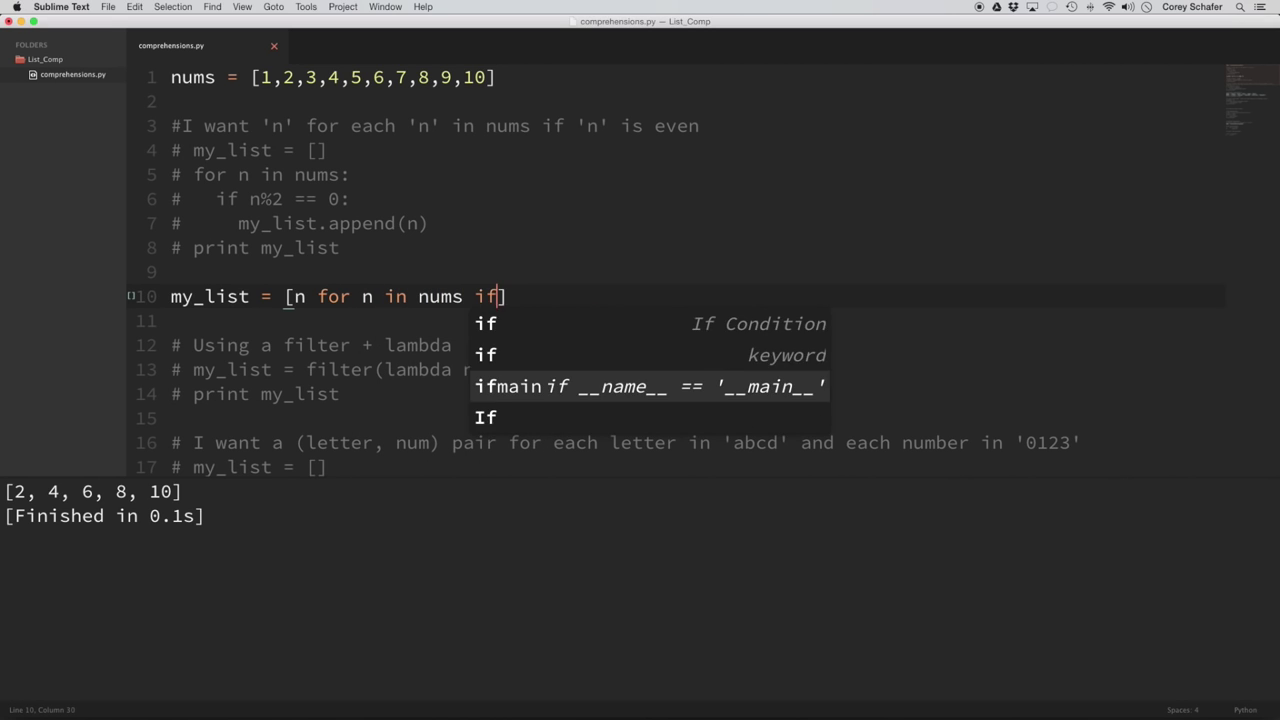 Sublime Text File Edit Selection Find View Goto Tools Project Window Help Corey Schafer
comprehensions.py — List_Comp
FOLDERS
List_Comp
comprehensions.py
comprehensions.py
1 nums = [1,2,3,4,5,6,7,8,9,10]
2
3 #I want 'n' for each 'n' in nums if 'n' is even
4 # my_list = []
5 # for n in nums:
6 #   if n%2 == 0:
7 #     my_list.append(n)
8 # print my_list
9
10 my_list = [n for n in nums if]
if If Condition
if keyword
ifmain if __name__ == '__main__'
If
11
12 # Using a filter + lambda
13 # my_list = filter(lambda
14 # print my_list
15
16 # I want a (letter, num) pair for each letter in 'abcd' and each number in '0123'
17 # my_list = []
[2, 4, 6, 8, 10]
[Finished in 0.1s]
Line 10, Column 30 Spaces: 4 Python